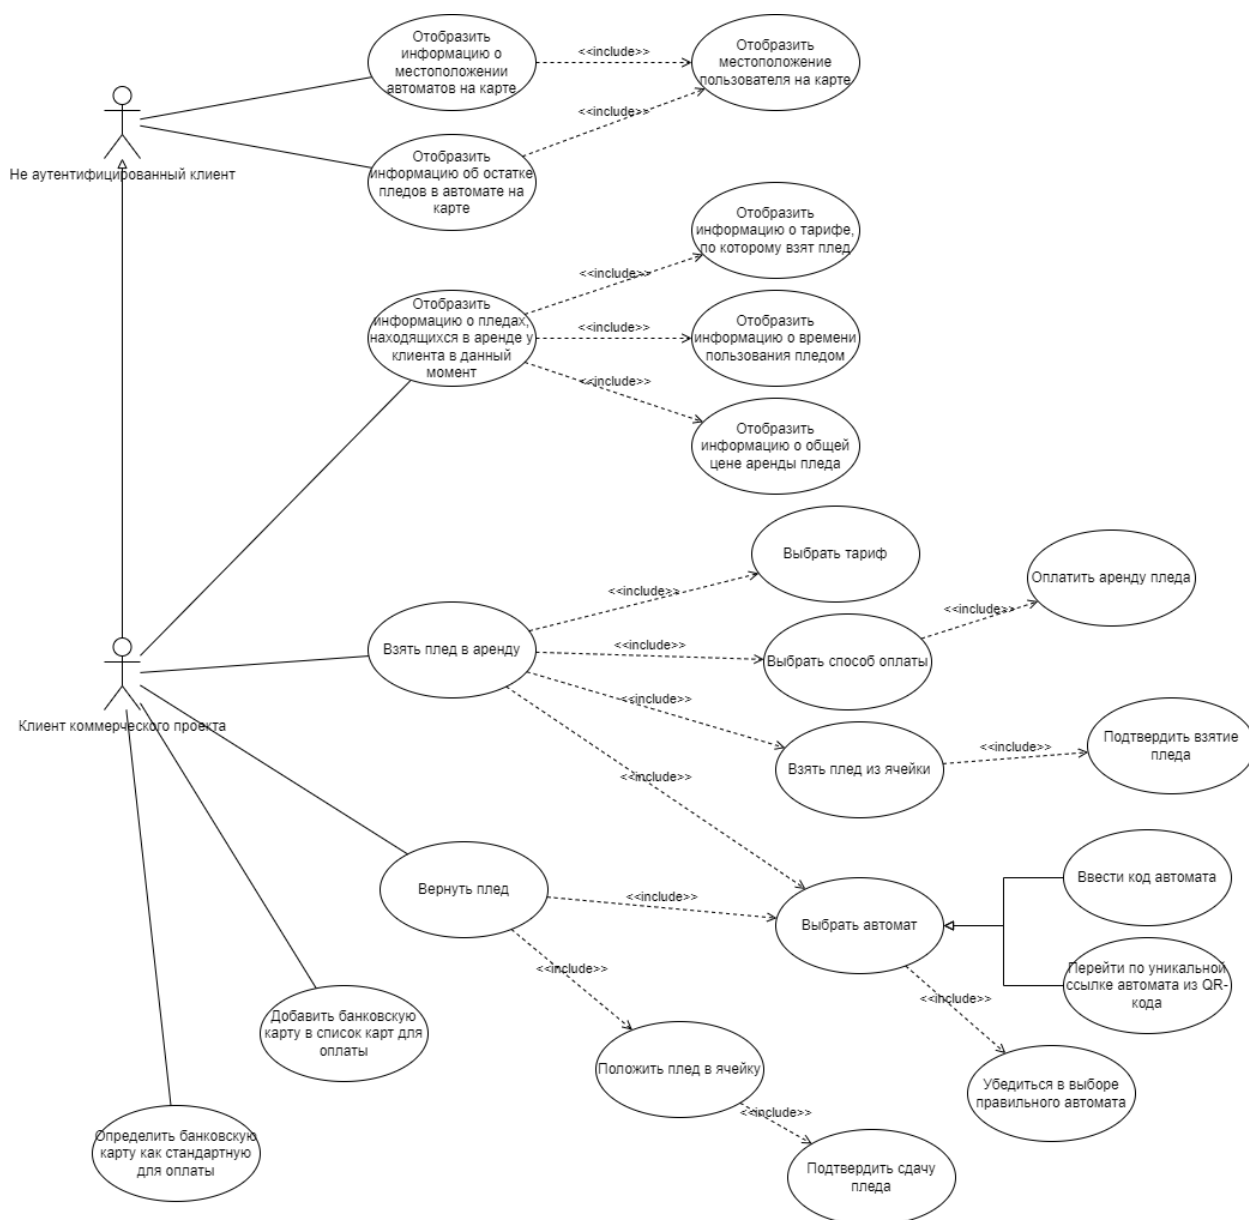 Отобразить
информацию о
местоположении
автоматов на карте
<<include>>
Отобразить
местоположение
пользователя на карте
<<include>>
Не аутентифицированный клиент
Отобразить
информацию об остатке
пледов в автомате на
карте
Отобразить
информацию о тарифе,
по которому взят плед
<<include>>
Отобразить
информацию о пледах,
находящихся в аренде у
клиента в данный
момент
<<include>>
Отобразить
информацию о времени
пользования пледом
<<include>>
Отобразить
информацию о общей
цене аренды пледа
Выбрать тариф
<<include>>
Оплатить аренду пледа
<<include>>
Взять плед в аренду
<<include>>
Выбрать способ оплаты
Клиент коммерческого проекта
<<include>>
Взять плед из ячейки
<<include>>
Подтвердить взятие
пледа
<<include>>
Вернуть плед
<<include>>
Выбрать автомат
Ввести код автомата
Перейти по уникальной
ссылке автомата из QR-
кода
<<include>>
<<include>>
Добавить банковскую
карту в список карт для
оплаты
Положить плед в ячейку
Убедиться в выборе
правильного автомата
<<include>>
Определить банковскую
карту как стандартную
для оплаты
Подтвердить сдачу
пледа